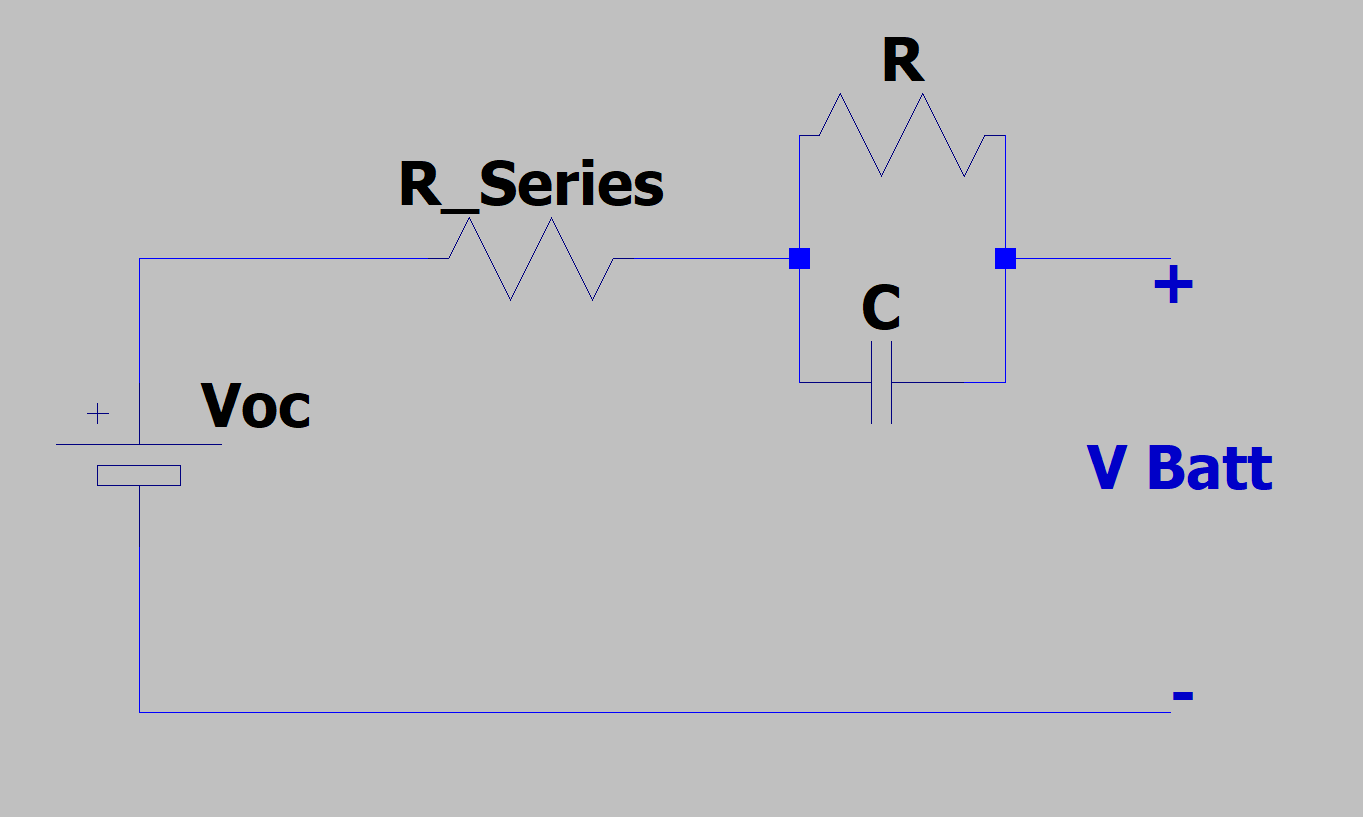 R
R_Series
+
C
Voc
V Batt
-